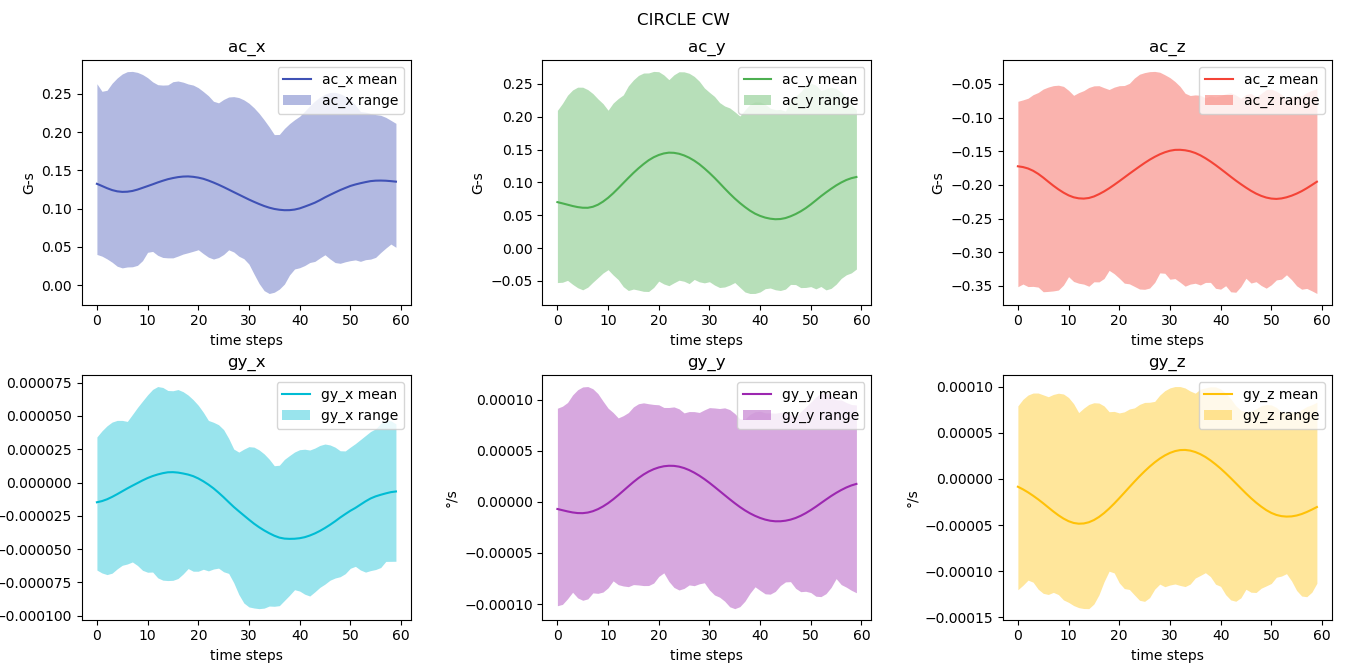 CIRCLE CW
ac_x
ac_y
ac_z
0.25
0.20
0.15
0.10
0.05
0.00
G-s
ac_x mean
ac_x range
0 10 20 30 40 50 60
time steps
0.25
0.20
0.15
0.10
0.05
0.00
−0.05
G-s
ac_y mean
ac_y range
0 10 20 30 40 50 60
time steps
−0.05
−0.10
−0.15
−0.20
−0.25
−0.30
−0.35
G-s
ac_z mean
ac_z range
0 10 20 30 40 50 60
time steps
gy_x
gy_y
gy_z
0.000075
0.000050
0.000025
0.000000
−0.000025
−0.000050
−0.000075
−0.000100
gy_x mean
gy_x range
0 10 20 30 40 50 60
time steps
0.00010
0.00005
0.00000
−0.00005
−0.00010
°/s
gy_y mean
gy_y range
0 10 20 30 40 50 60
time steps
0.00010
0.00005
0.00000
−0.00005
−0.00010
−0.00015
°/s
gy_z mean
gy_z range
0 10 20 30 40 50 60
time steps